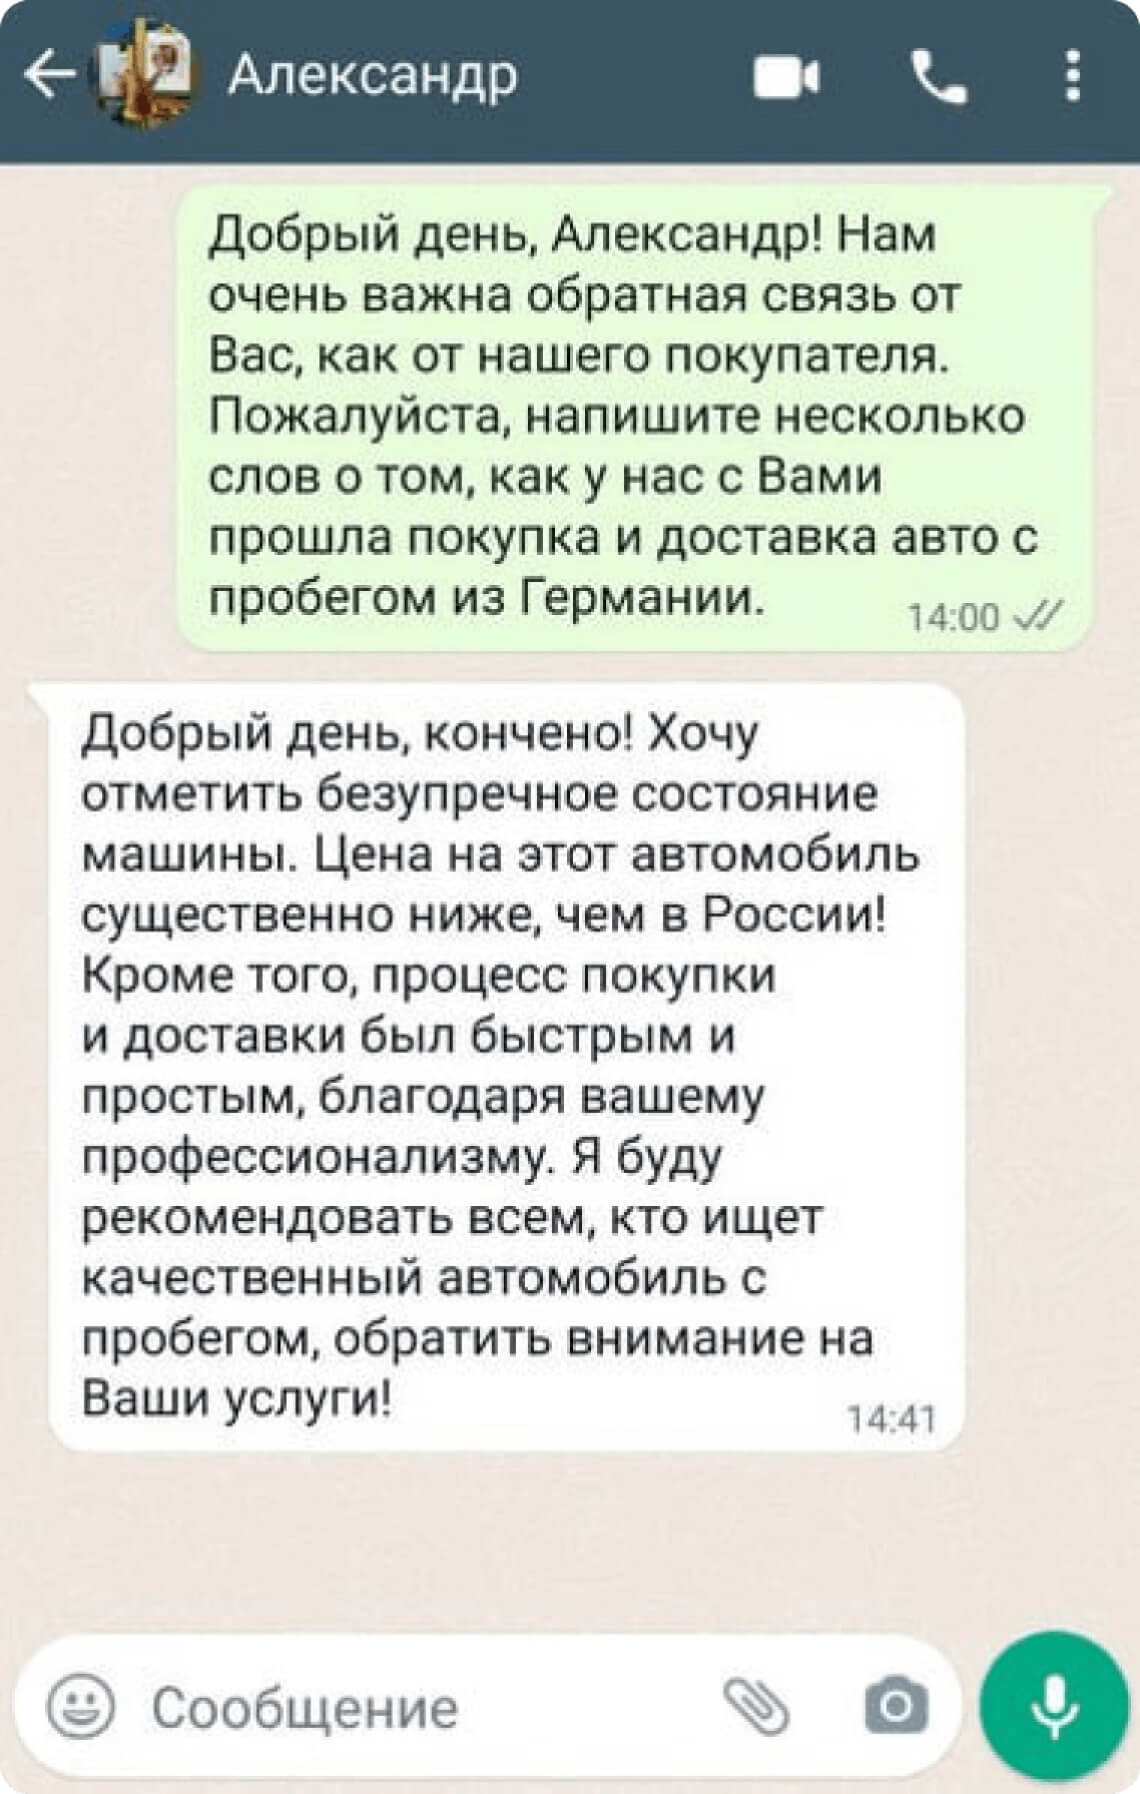 Александр
Добрый день, Александр! Нам
очень важна обратная связь от
Вас, как от нашего покупателя.
Пожалуйста, напишите несколько
слов о том, как у нас с Вами
прошла покупка и доставка авто с
пробегом из Германии.
14:00
Добрый день, кончено! Хочу
отметить безупречное состояние
машины. Цена на этот автомобиль
существенно ниже, чем в России!
Кроме того, процесс покупки
и доставки был быстрым и
простым, благодаря вашему
профессионализму. Я буду
рекомендовать всем, кто ищет
качественный автомобиль с
пробегом, обратить внимание на
Ваши услуги!
14:41
Сообщение